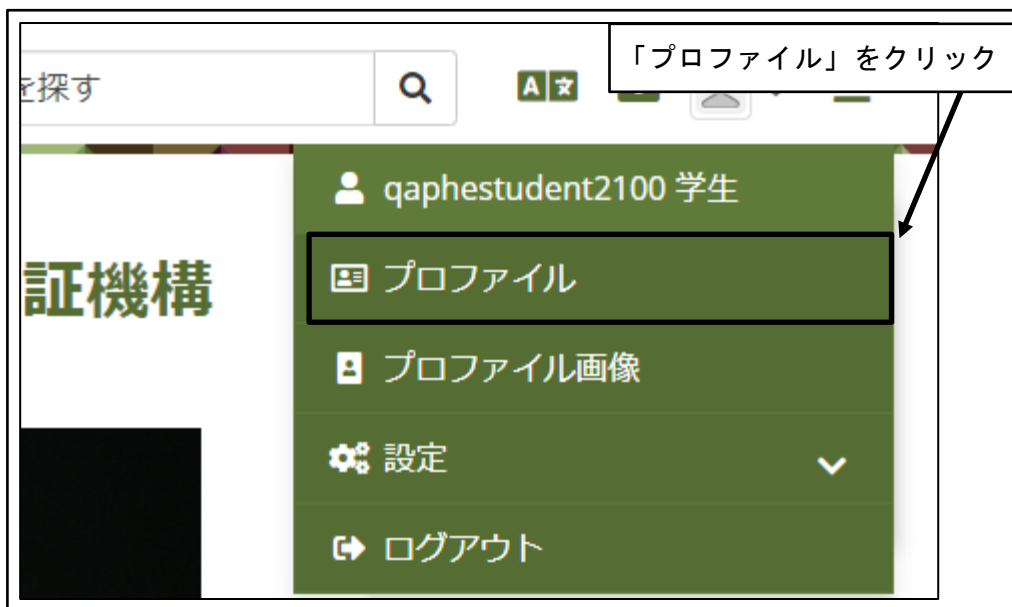 「プロファイル」をクリック
を探す
A文
qaphestudent2100 学生
証機構
プロファイル
プロファイル画像
設定
ログアウト